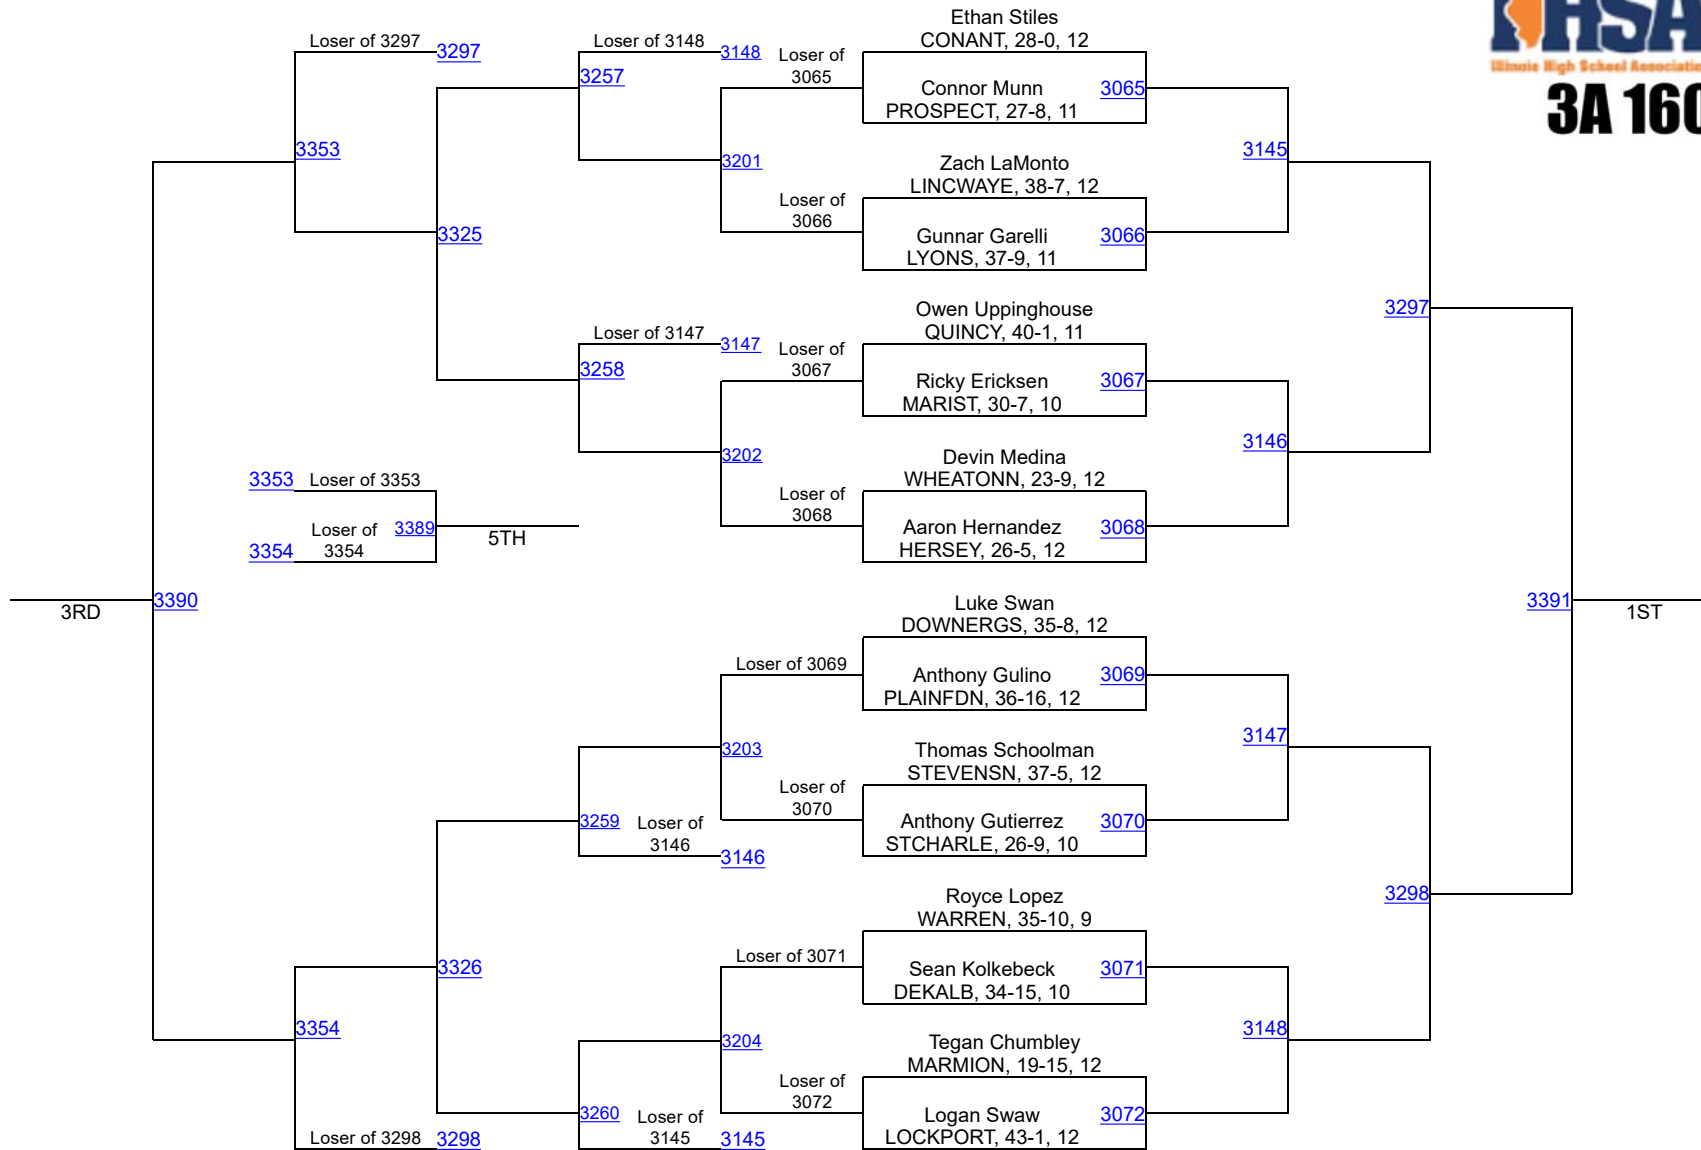 HSA
Illinois High School Associatio
3A 160
Ethan Stiles
CONANT, 28-0, 12
Loser of 3297
3297
Loser of 3148
3148
Loser of
3065
3257
Connor Munn
PROSPECT, 27-8, 11
3065
3353
3201
3145
Zach LaMonto
LINCWAYE, 38-7, 12
Loser of
3066
3325
Gunnar Garelli
LYONS, 37-9, 11
3066
Owen Uppinghouse
QUINCY, 40-1, 11
3297
Loser of 3147
3147
Loser of
3067
3258
Ricky Ericksen
MARIST, 30-7, 10
3067
3202
3146
Devin Medina
WHEATONN, 23-9, 12
3353
Loser of 3353
Loser of
3068
Loser of
3354
3389
3354
5TH
Aaron Hernandez
HERSEY, 26-5, 12
3068
3390
3RD
Luke Swan
DOWNERGS, 35-8, 12
3391
1ST
Loser of 3069
Anthony Gulino
PLAINFDN, 36-16, 12
3069
3203
3147
Thomas Schoolman
STEVENSN, 37-5, 12
Loser of
3070
3259
Loser of
3146
3146
Anthony Gutierrez
STCHARLE, 26-9, 10
3070
Royce Lopez
WARREN, 35-10, 9
3298
Loser of 3071
3326
Sean Kolkebeck
DEKALB, 34-15, 10
3071
3354
3204
3148
Tegan Chumbley
MARMION, 19-15, 12
Loser of
3072
3260
Loser of
3145
3145
Logan Swaw
LOCKPORT, 43-1, 12
3072
Loser of 3298
3298